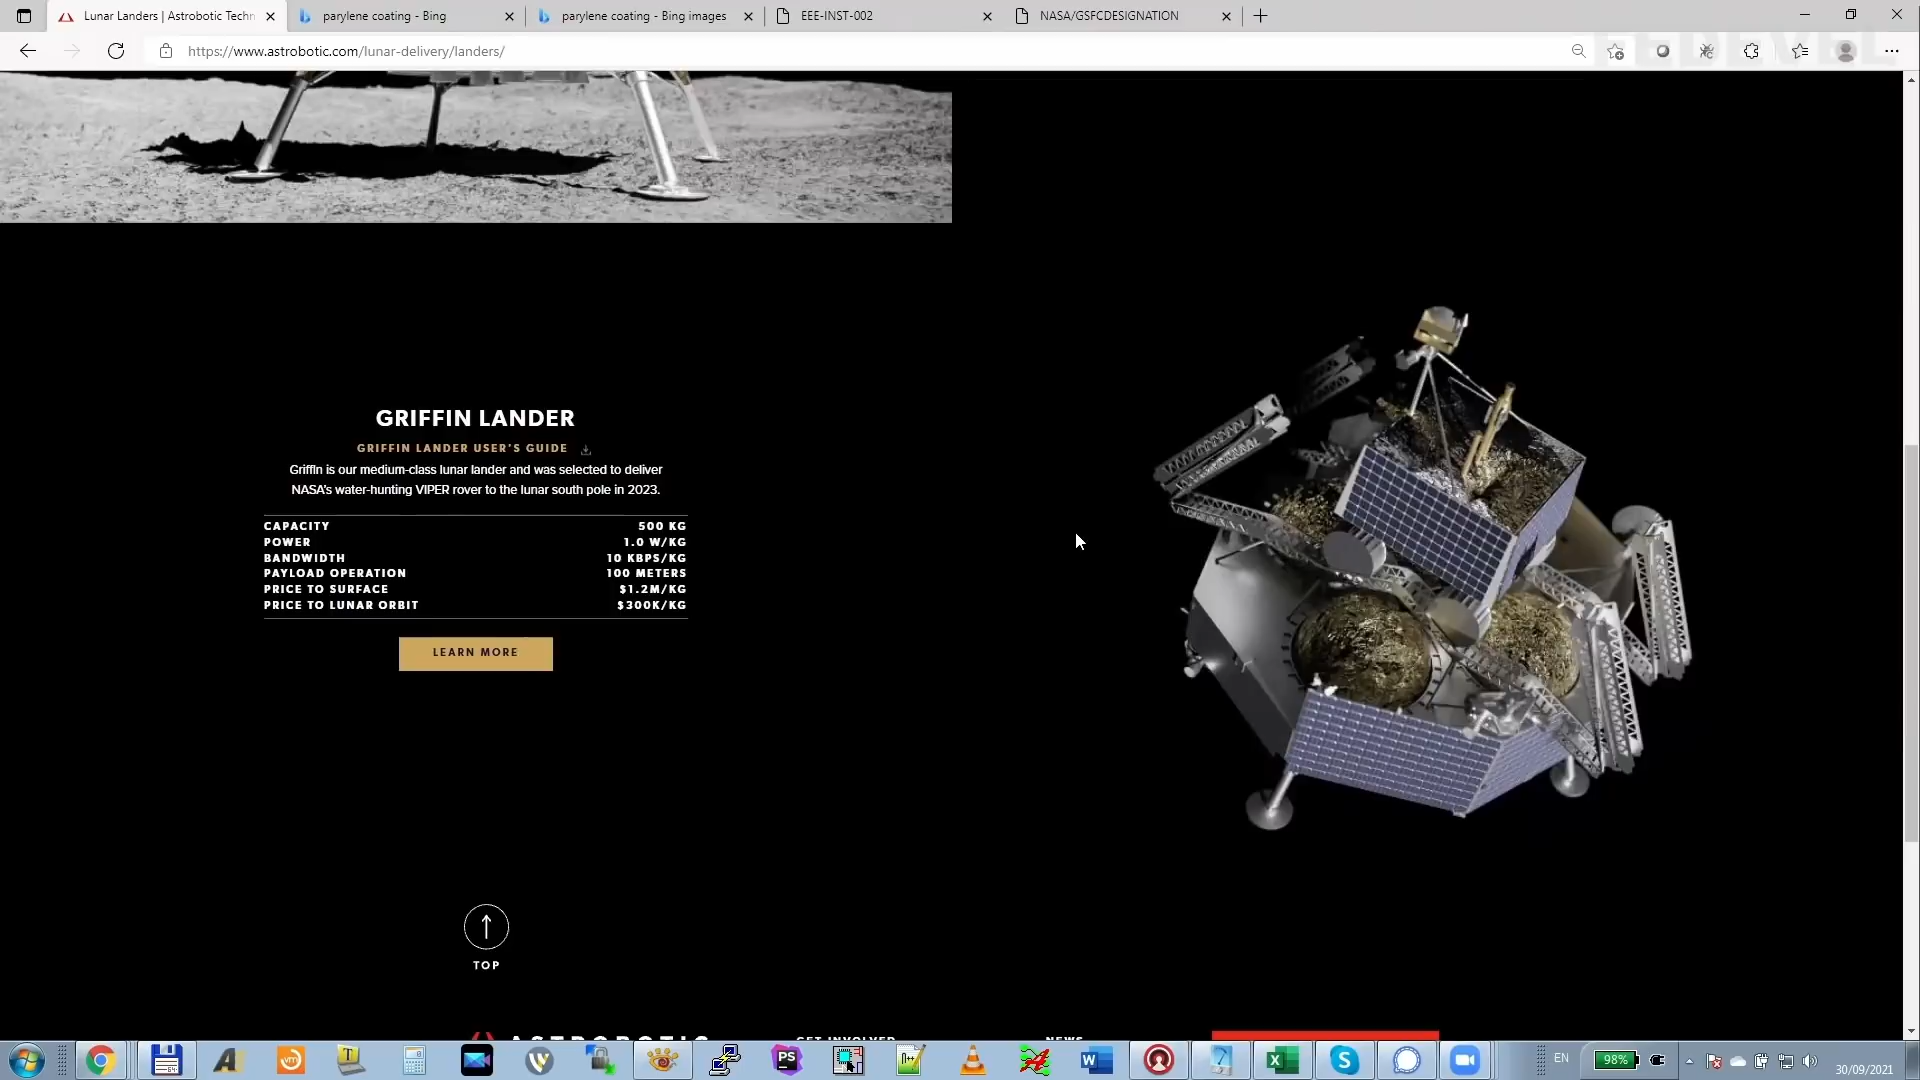 Lunar Landers | Astrobotic Techn
parylene coating - Bing
parylene coating - Bing images
EEE-INST-002
NASA/GSFCDESIGNATION
https://www.astrobotic.com/lunar-delivery/landers/
GRIFFIN LANDER
GRIFFIN LANDER USER'S GUIDE
Griffin is our medium-class lunar lander and was selected to deliver
NASA's water-hunting VIPER rover to the lunar south pole in 2023.
CAPACITY 500 KG
POWER 1.0 W/KG
BANDWIDTH 10 KBPS/KG
PAYLOAD OPERATION 100 METERS
PRICE TO SURFACE $1.2M/KG
PRICE TO LUNAR ORBIT $300K/KG
LEARN MORE
TOP
ASTROBOTIC GET INVOLVED NEWS
EN 98%
30/09/2021